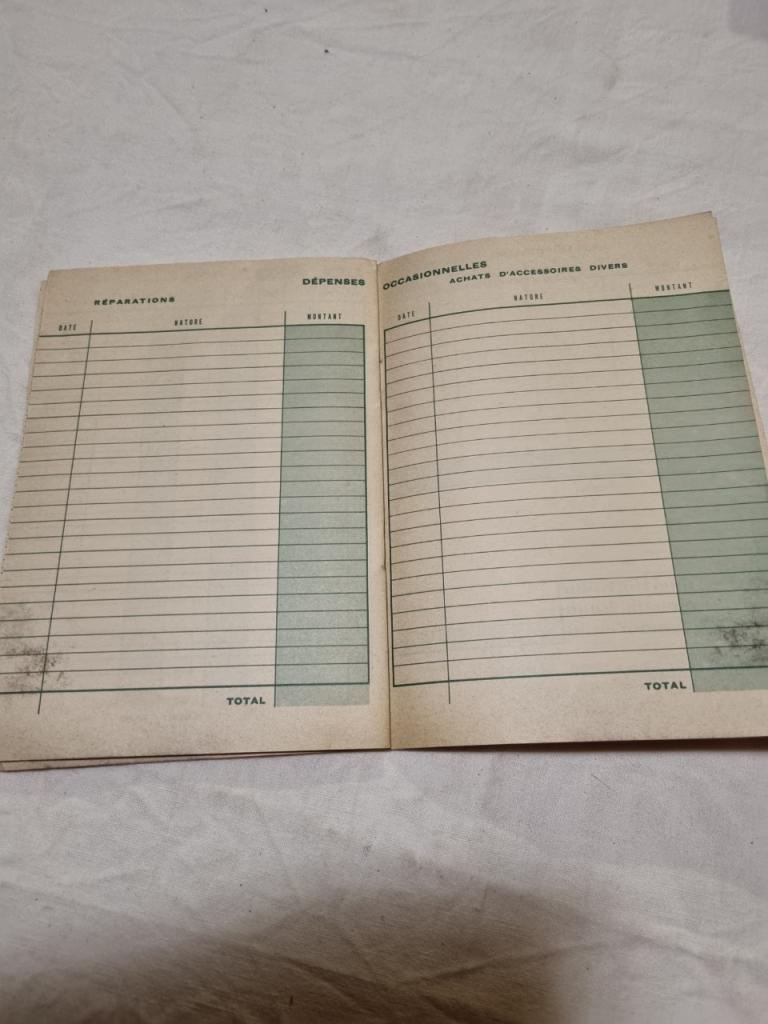 DÉPENSES OCCASIONNELLES
RÉPARATIONS
DATE NATURE MONTANT
TOTAL
ACHATS D'ACCESSOIRES DIVERS
DATE NATURE MONTANT
TOTAL